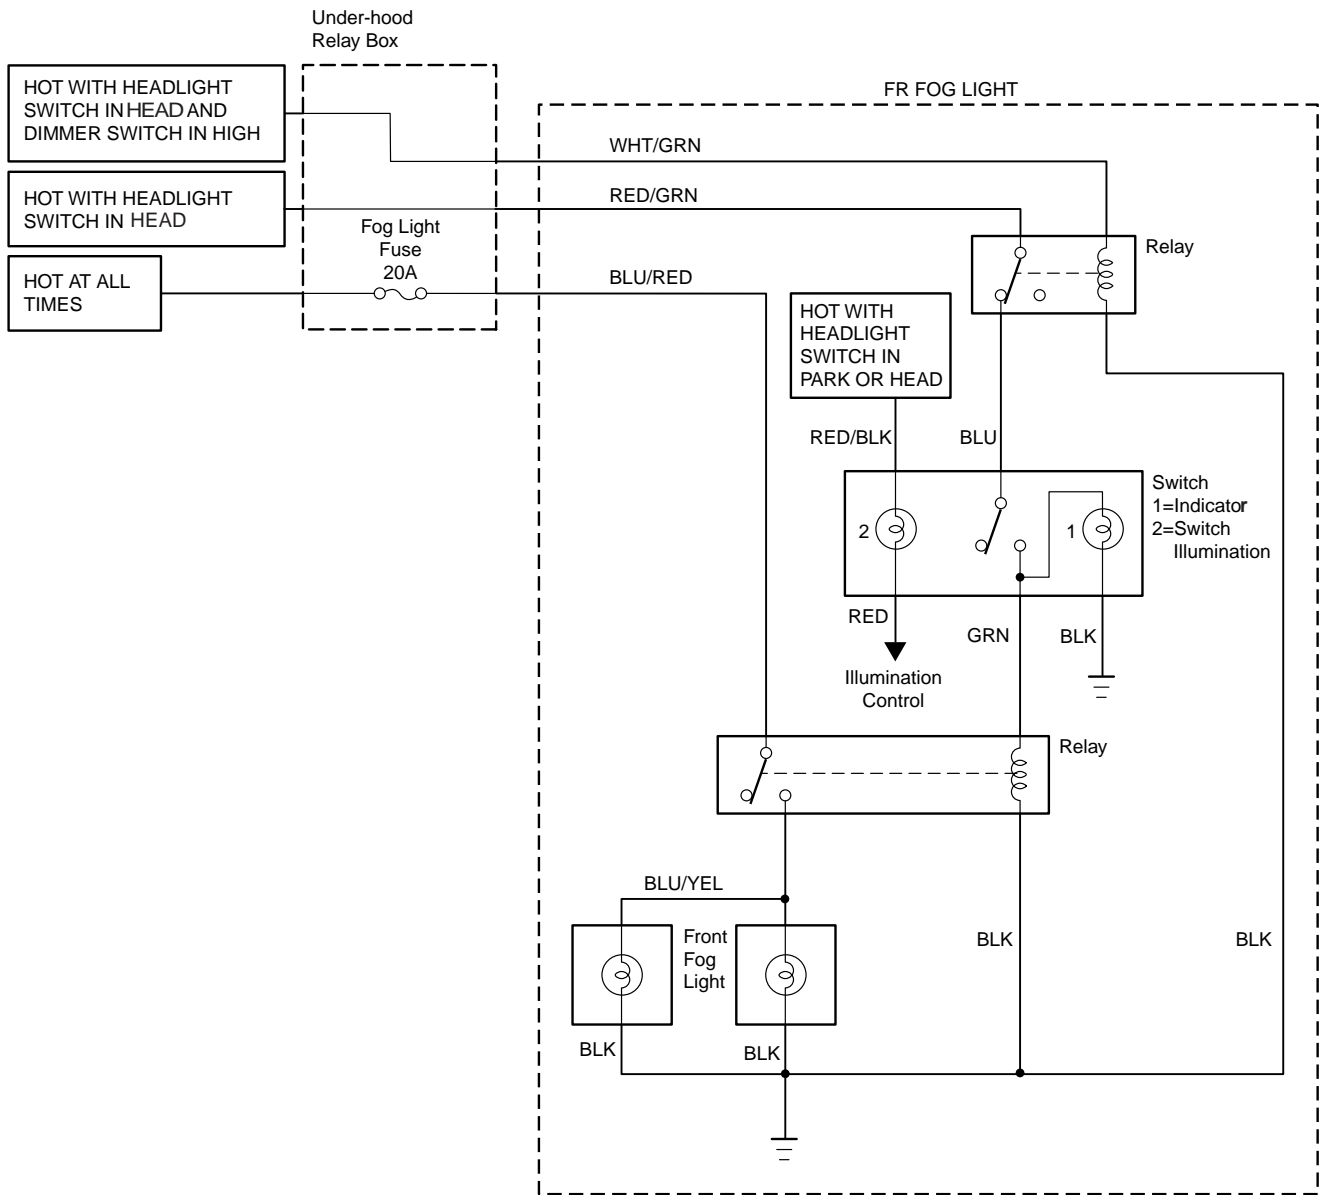 Under-hood
Relay Box
HOT WITH HEADLIGHT
SWITCH IN HEAD AND
DIMMER SWITCH IN HIGH
FR FOG LIGHT
WHT/GRN
HOT WITH HEADLIGHT
SWITCH IN HEAD
RED/GRN
Fog Light
Fuse
20A
Relay
HOT AT ALL
TIMES
BLU/RED
HOT WITH
HEADLIGHT
SWITCH IN
PARK OR HEAD
RED/BLK
BLU
Switch
1=Indicator
2=Switch
Illumination
2
1
RED
GRN
BLK
Illumination
Control
Relay
BLU/YEL
Front
Fog
Light
BLK
BLK
BLK
BLK